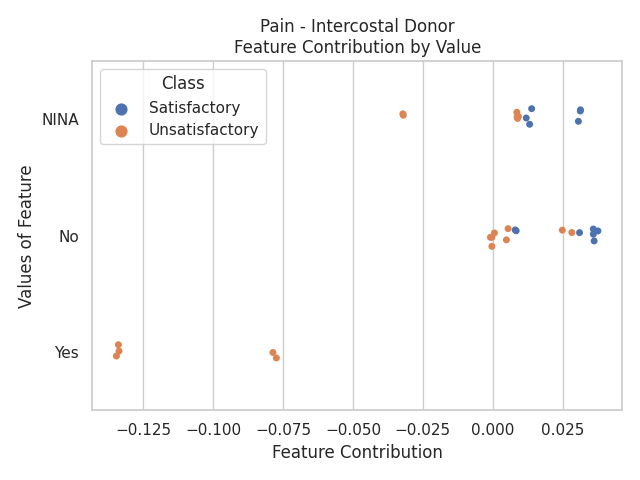 Pain - Intercostal Donor
Feature Contribution by Value
Class
Satisfactory
Unsatisfactory
Values of Feature
NINA
No
Yes
−0.125 −0.100 −0.075 −0.050 −0.025 0.000 0.025
Feature Contribution